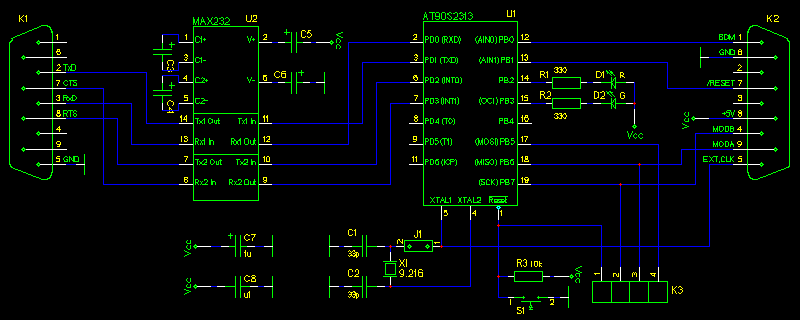 K1
MAX232 U2
AT90S2313 U1
K2
1
6
2 TxD
7 CTS
3 RxD
8 RTS
4
9
5 GND
1 C1+ V+ 2
3 C1-
4 C2+ V- 6
5 C2-
14 Tx1 Out Tx1 In 11
13 Rx1 In Rx1 Out 12
7 Tx2 Out Tx2 In 10
8 Rx2 In Rx2 Out 9
C3
C4
C5
Vcc
C6
2 PD0 (RXD) (AIN0) PB0 12
3 PD1 (TXD) (AIN1) PB1 13
6 PD2 (INT0) PB2 14
7 PD3 (INT1) (OC1) PB3 15
8 PD4 (T0) PB4 16
9 PD5 (T1) (MOSI) PB5 17
11 PD6 (ICP) (MISO) PB6 18
(SCK) PB7 19
XTAL1 XTAL2 Reset
5 4 1
R1 330 D1 R
R2 330 D2 G
Vcc
BDM 1
GND 6
2
/RESET 7
3
Vcc +5V 8
MODB 4
MODA 9
EXT.CLK 5
Vcc C7 1u
Vcc C8 u1
C1 33p
C2 33p
2 J1 1
X1
9.216
R3 10k Vcc
1 S1 2
1 2 3 4
K3